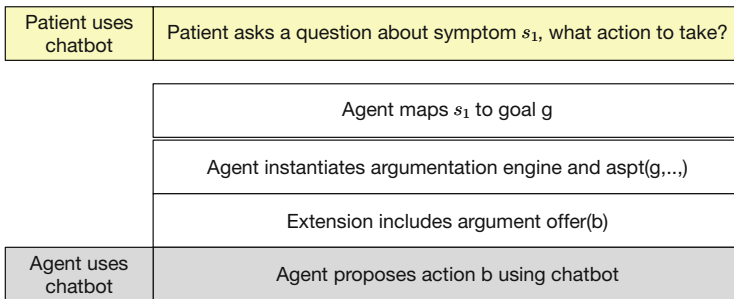 Patient uses
chatbot
Patient asks a question about symptom s₁, what action to take?
Agent maps s₁ to goal g
Agent instantiates argumentation engine and aspt(g,..,)
Extension includes argument offer(b)
Agent uses
chatbot
Agent proposes action b using chatbot